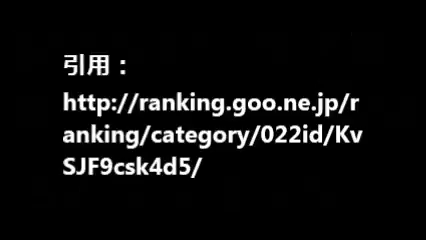 引用：
http://ranking.goo.ne.jp/r
anking/category/022id/Kv
SJF9csk4d5/